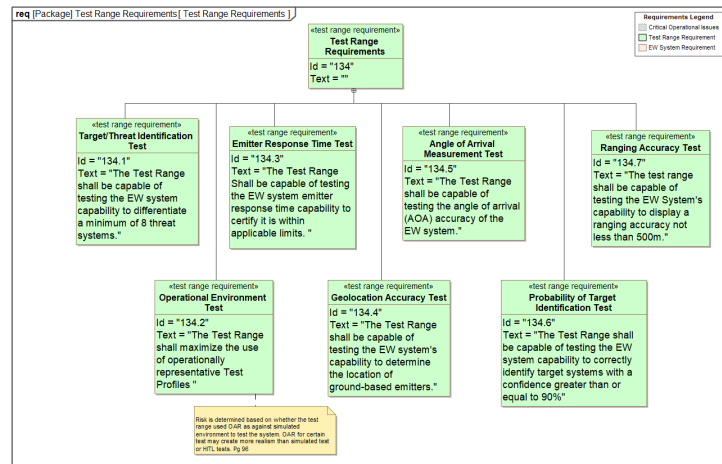 req [Package] Test Range Requirements[ Test Range Requirements ]
Requirements Legend
Critical Operational Issues
Test Range Requirement
EW System Requirement
«test range requirement»
Test Range
Requirements
Id = "134"
Text = ""
«test range requirement»
Target/Threat Identification
Test
Id = "134.1"
Text = "The Test Range
shall be capable of
testing the EW system
capability to differentiate
a minimum of 8 threat
systems."
«test range requirement»
Emitter Response Time Test
Id = "134.3"
Text = "The Test Range
Shall be capable of testing
the EW system emitter
response time capability to
certify it is within
applicable limits. "
«test range requirement»
Angle of Arrival
Measurement Test
Id = "134.5"
Text = "The Test Range
shall be capable of
testing the angle of arrival
(AOA) accuracy of the
EW system."
«test range requirement»
Ranging Accuracy Test
Id = "134.7"
Text = "The test range
shall be capable of
testing the EW System's
capability to display a
ranging accuracy not
less than 500m."
«test range requirement»
Operational Environment
Test
Id = "134.2"
Text = "The Test Range
shall maximize the use
of operationally
representative Test
Profiles "
«test range requirement»
Geolocation Accuracy Test
Id = "134.4"
Text = "The Test Range
shall be capable of
testing the EW system's
capability to determine
the location of
ground-based emitters."
«test range requirement»
Probability of Target
Identification Test
Id = "134.6"
Text = "The Test Range shall
be capable of testing the EW
system capability to correctly
identify target systems with a
confidence greater than or
equal to 90%"
Risk is determined based on whether the test
range used OAR as against simulated
environment to test the system. OAR for certain
test may create more realism than simulated test
or HITL tests. Pg 96